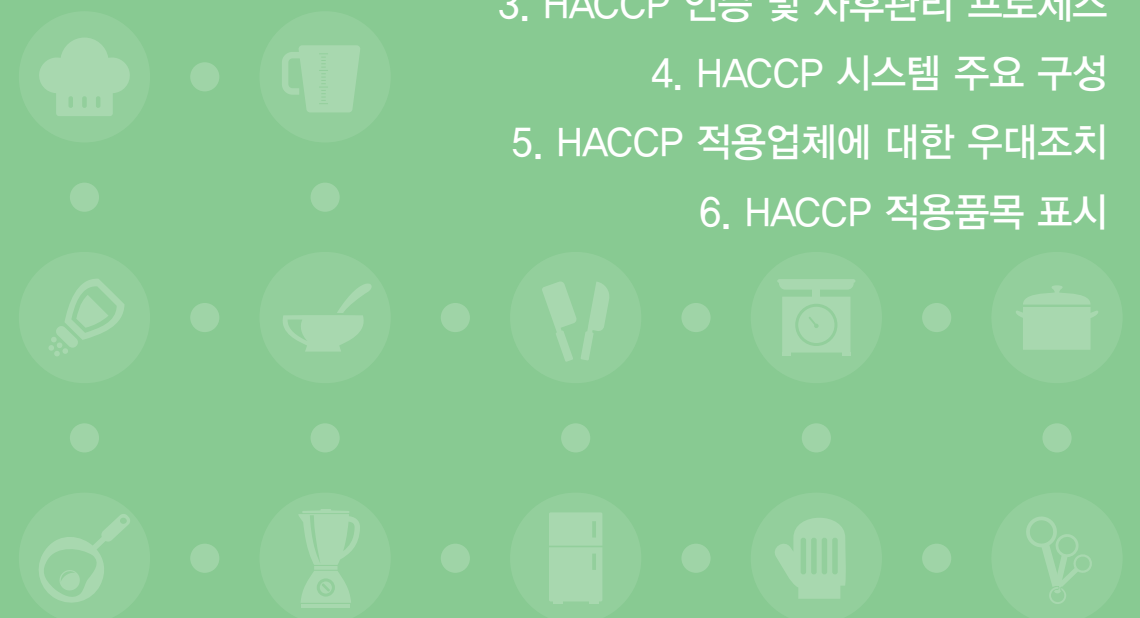 3. HACCP 인증 및 사후관리 프로세스
4. HACCP 시스템 주요 구성
5. HACCP 적용업체에 대한 우대조치
6. HACCP 적용품목 표시